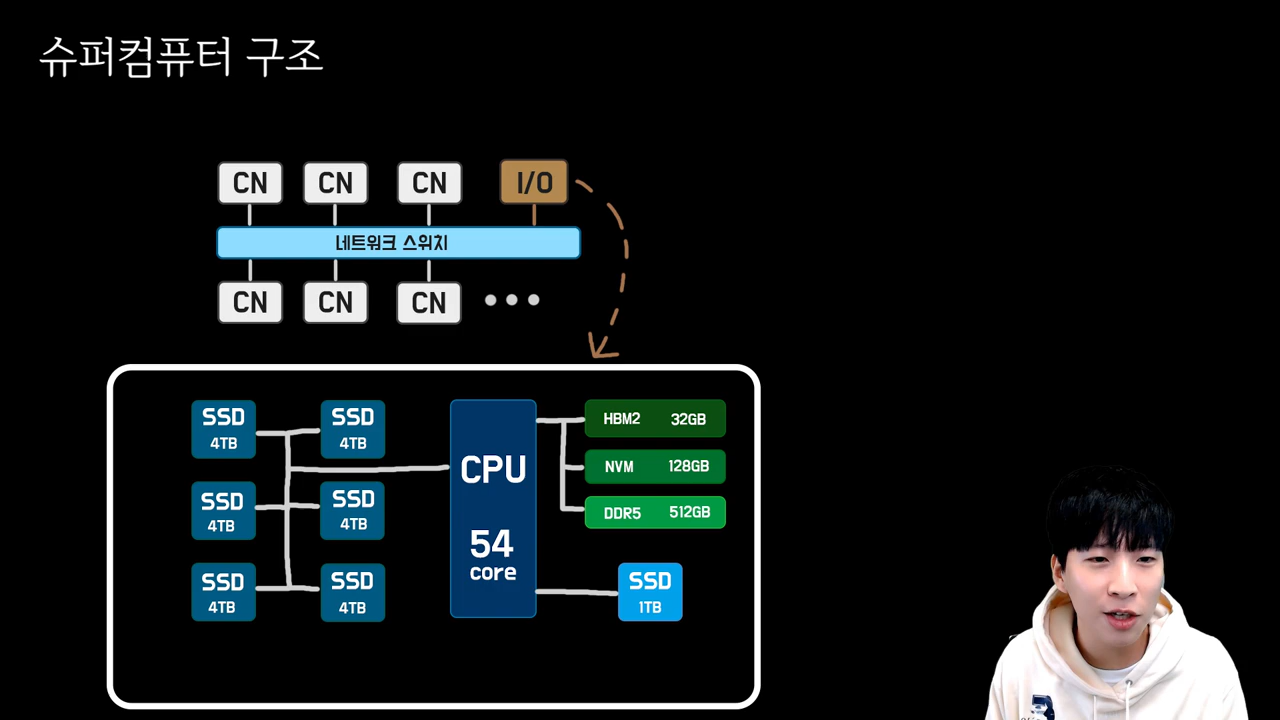 슈퍼컴퓨터 구조
CN CN CN I/O
네트워크 스위치
CN CN CN
SSD
4TB
SSD
4TB
SSD
4TB
SSD
4TB
SSD
4TB
SSD
4TB
CPU
54
core
HBM2 32GB
NVM 128GB
DDR5 512GB
SSD
1TB